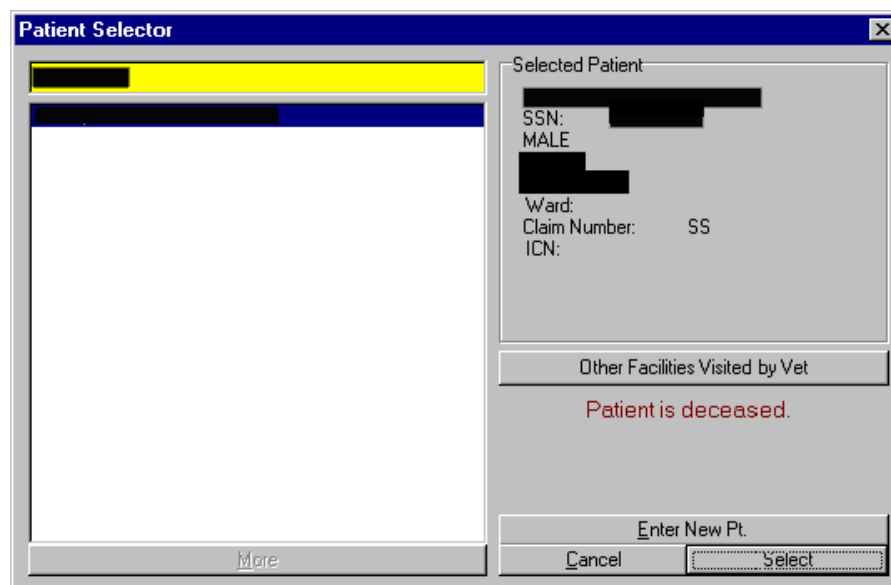 Patient Selector
Selected Patient
SSN:
MALE
Ward:
Claim Number: SS
ICN:
Other Facilities Visited by Vet
Patient is deceased.
Enter New Pt.
More
Cancel Select